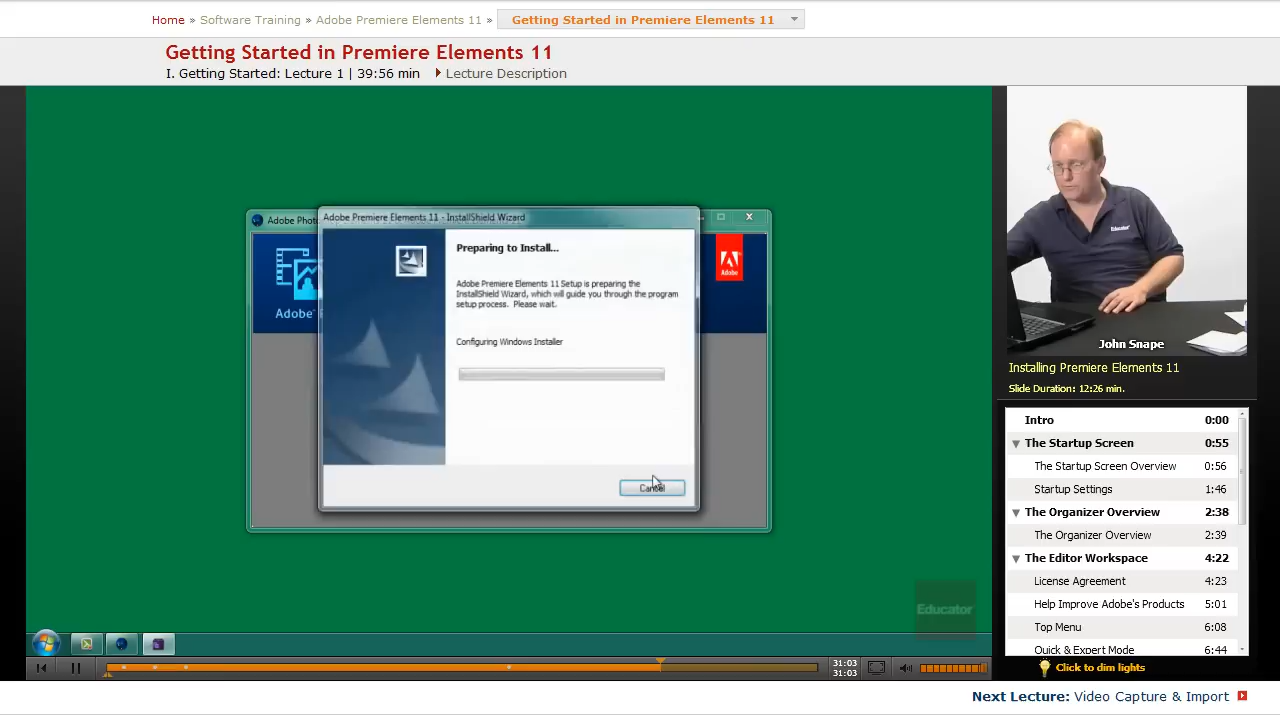 Home » Software Training » Adobe Premiere Elements 11 » Getting Started in Premiere Elements 11
Getting Started in Premiere Elements 11
I. Getting Started: Lecture 1 | 39:56 min Lecture Description
Adobe Photo
Adobe Premiere Elements 11 - InstallShield Wizard
Adobe
Adobe
Preparing to Install...
Adobe Premiere Elements 11 Setup is preparing the
InstallShield Wizard, which will guide you through the program
setup process. Please wait.
Configuring Windows Installer
Cancel
Educator
31:03
31:03
Educator
John Snape
Installing Premiere Elements 11
Slide Duration: 12:26 min.
Intro 0:00
The Startup Screen 0:55
The Startup Screen Overview 0:56
Startup Settings 1:46
The Organizer Overview 2:38
The Organizer Overview 2:39
The Editor Workspace 4:22
License Agreement 4:23
Help Improve Adobe's Products 5:01
Top Menu 6:08
Quick & Expert Mode 6:44
Click to dim lights
Next Lecture: Video Capture & Import